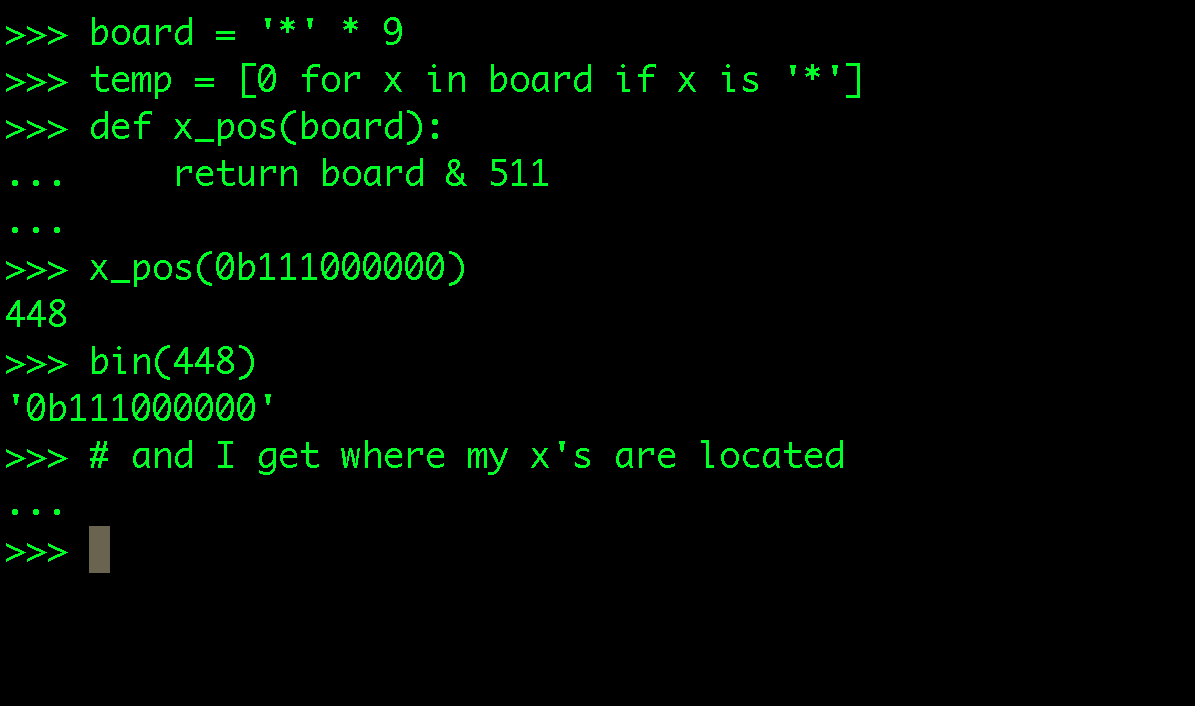 >>> board = '*' * 9
>>> temp = [0 for x in board if x is '*']
>>> def x_pos(board):
...     return board & 511
...
>>> x_pos(0b111000000)
448
>>> bin(448)
'0b111000000'
>>> # and I get where my x's are located
...
>>>